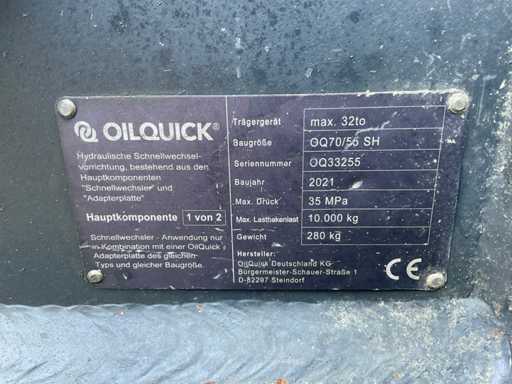 OILQUICK®
Hydraulische Schnellwechsel-
vorrichtung, bestehend aus den
Hauptkomponenten
"Schnellwechsler" und
"Adapterplatte"
Hauptkomponente 1 von 2
Schnellwechsler - Anwendung nur
in Kombination mit einer OilQuick
Adapterplatte des gleichen
Typs und gleicher Baugröße.
Trägergerät max. 32to
Baugröße OQ70/55 SH
Seriennummer OQ33255
Baujahr 2021
Max. Druck 35 MPa
Max. Lasthakenlast 10.000 kg
Gewicht 280 kg
Hersteller:
OilQuick Deutschland KG
Bürgermeister-Schauer-Straße 1
D-82297 Steindorf
CE